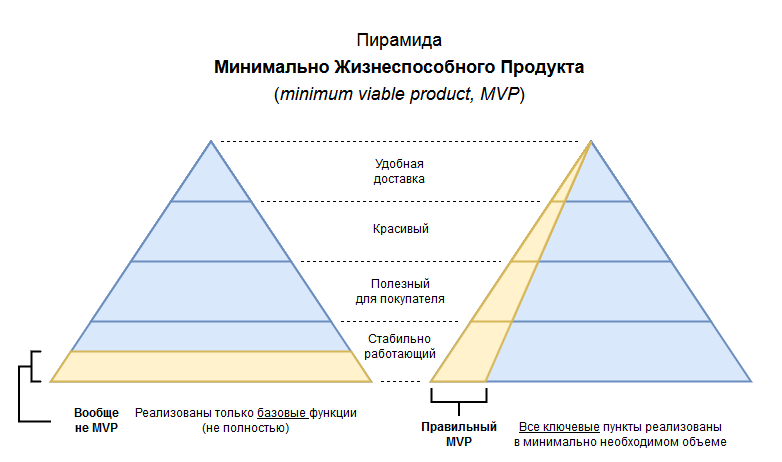 Пирамида
Минимально Жизнеспособного Продукта
(minimum viable product, MVP)
Удобная
доставка
Красивый
Полезный
для покупателя
Стабильно
работающий
Вообще
не MVP
Реализованы только базовые функции
(не полностью)
Правильный
MVP
Все ключевые пункты реализованы
в минимально необходимом объеме